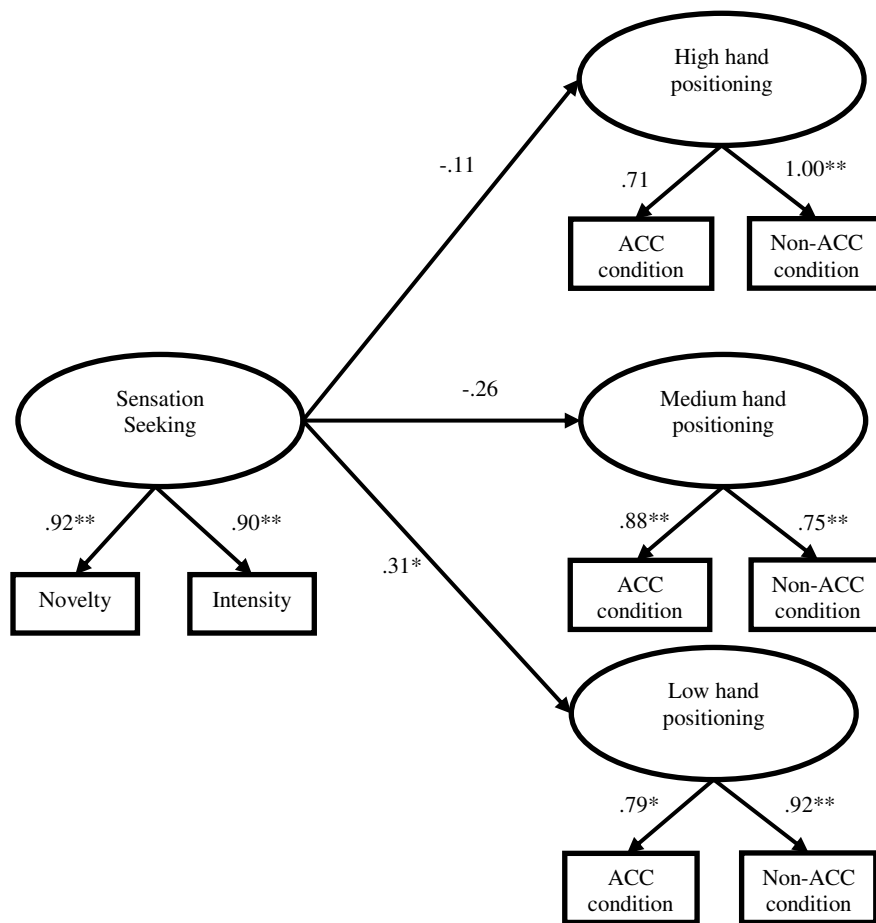 High hand
positioning
-.11
.71
1.00**
ACC
condition
Non-ACC
condition
Sensation
Seeking
-.26
Medium hand
positioning
.92**
.90**
.88**
.75**
.31*
Novelty
Intensity
ACC
condition
Non-ACC
condition
Low hand
positioning
.79*
.92**
ACC
condition
Non-ACC
condition